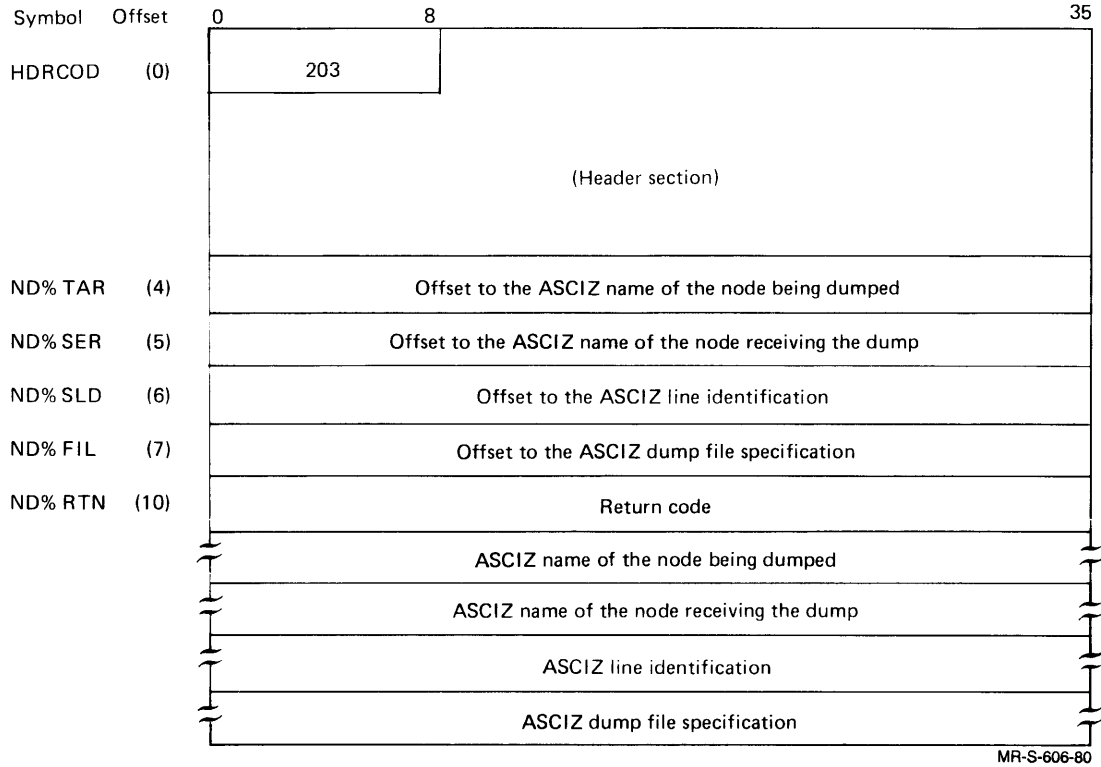 Symbol Offset 0 8 35
HDRCOD (0) 203
(Header section)
ND% TAR (4) Offset to the ASCIZ name of the node being dumped
ND% SER (5) Offset to the ASCIZ name of the node receiving the dump
ND% SLD (6) Offset to the ASCIZ line identification
ND% FIL (7) Offset to the ASCIZ dump file specification
ND% RTN (10) Return code
ASCIZ name of the node being dumped
ASCIZ name of the node receiving the dump
ASCIZ line identification
ASCIZ dump file specification
MR-S-606-80